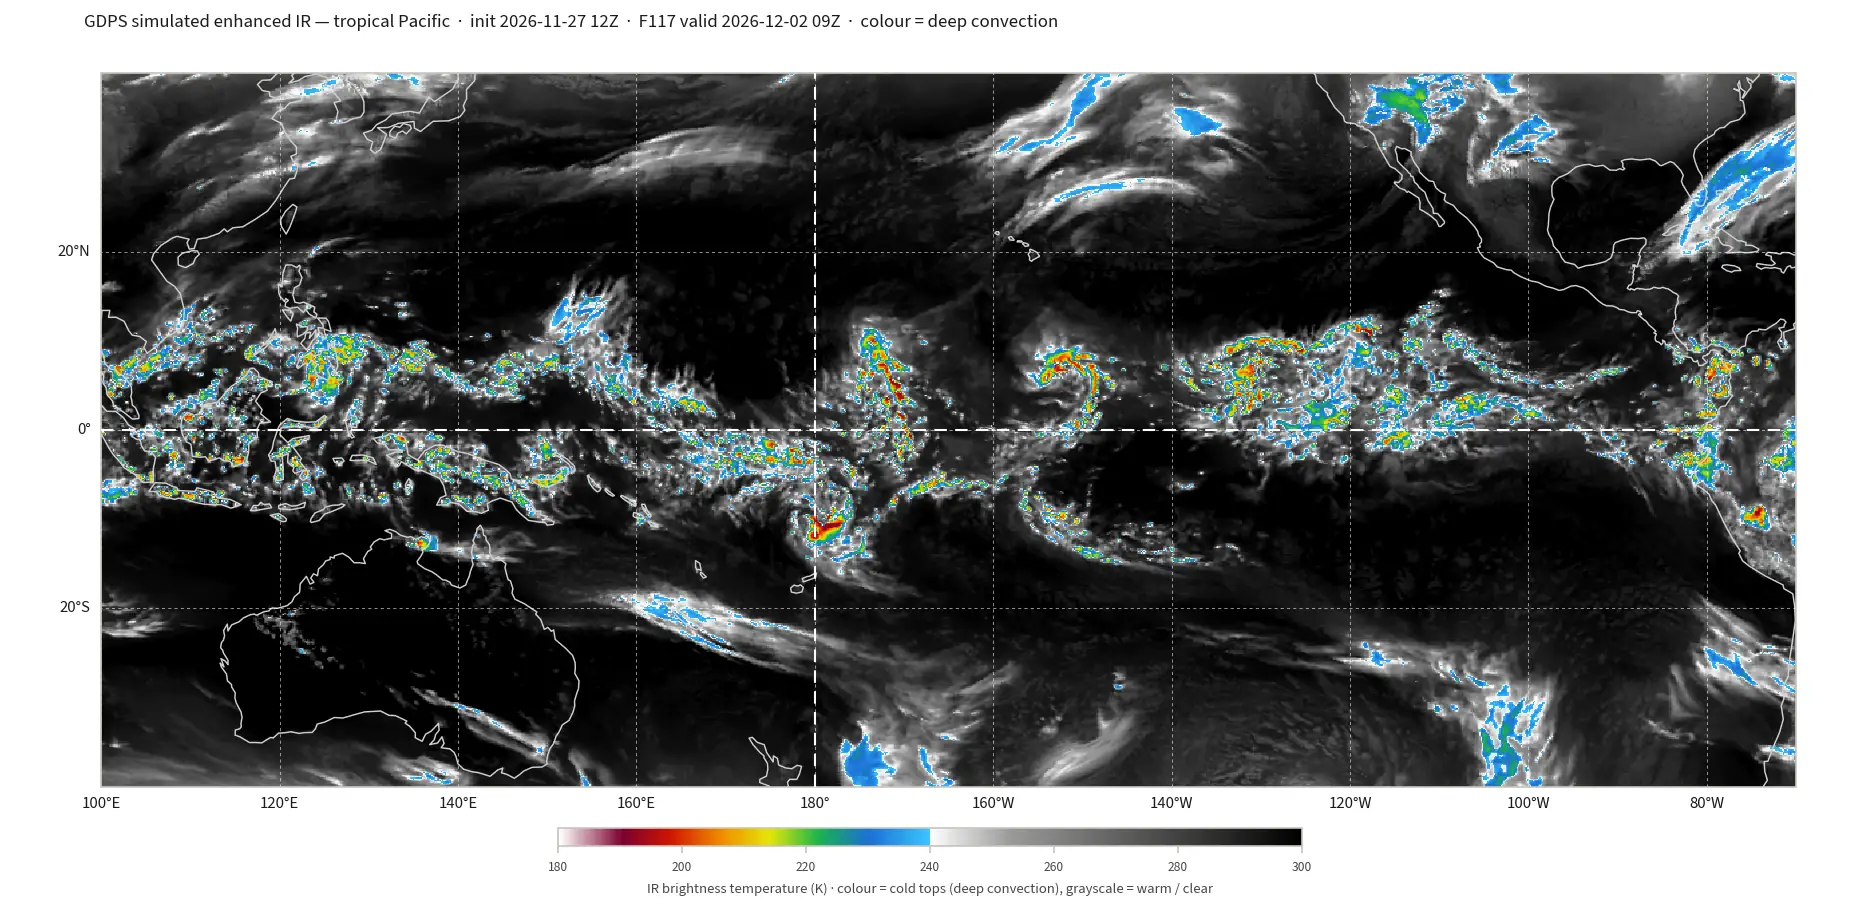 GDPS simulated enhanced IR — tropical Pacific · init 2026-11-27 12Z · F117 valid 2026-12-02 09Z · colour = deep convection
20°N
0°
20°S
100°E 120°E 140°E 160°E 180° 160°W 140°W 120°W 100°W 80°W
180 200 220 240 260 280 300
IR brightness temperature (K) · colour = cold tops (deep convection), grayscale = warm / clear